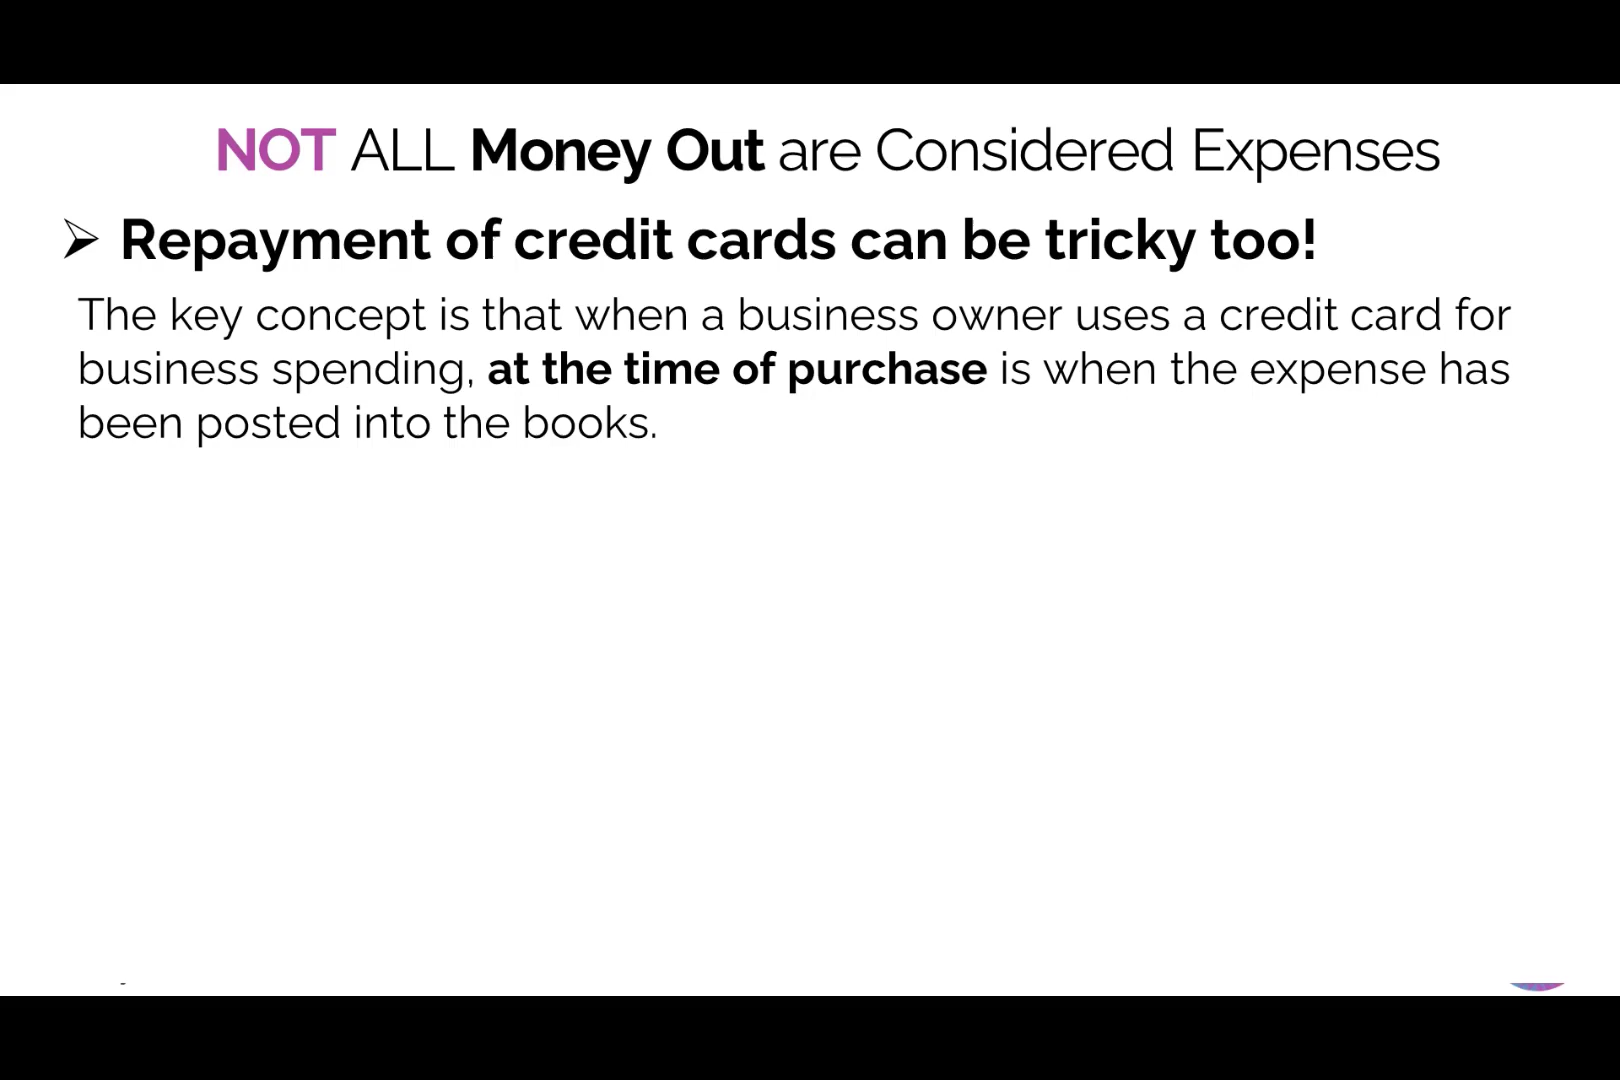 NOT ALL Money Out are Considered Expenses
➢ Repayment of credit cards can be tricky too!
The key concept is that when a business owner uses a credit card for
business spending, at the time of purchase is when the expense has
been posted into the books.